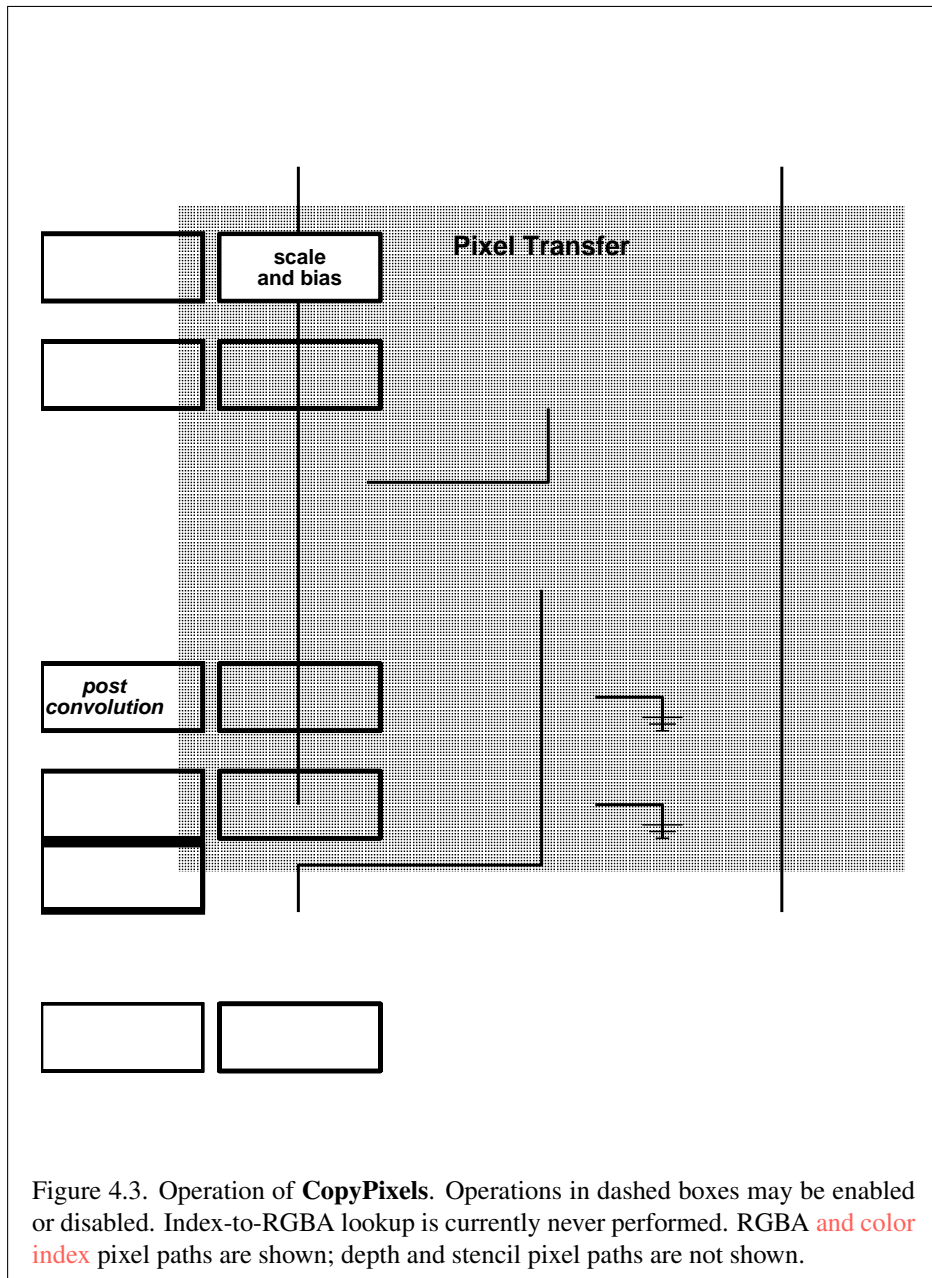 Pixel Transfer
scale
and bias
post
convolution
Figure 4.3. Operation of CopyPixels. Operations in dashed boxes may be enabled
or disabled. Index-to-RGBA lookup is currently never performed. RGBA and color
index pixel paths are shown; depth and stencil pixel paths are not shown.